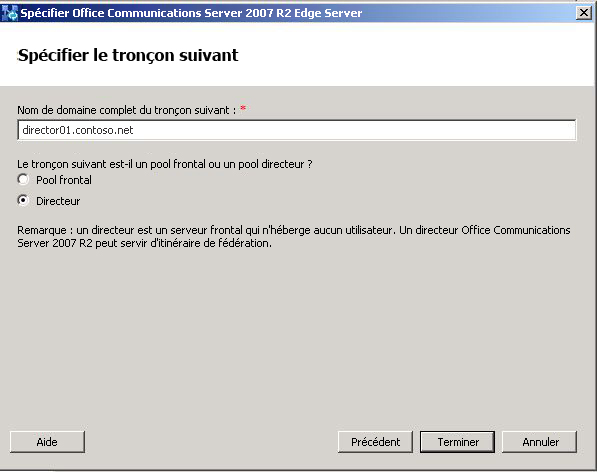 Spécifier Office Communications Server 2007 R2 Edge Server
Spécifier le tronçon suivant
Nom de domaine complet du tronçon suivant : *
director01.contoso.net
Le tronçon suivant est-il un pool frontal ou un pool directeur ?
Pool frontal
Directeur
Remarque : un directeur est un serveur frontal qui n'héberge aucun utilisateur. Un directeur Office Communications
Server 2007 R2 peut servir d'itinéraire de fédération.
Aide
Précédent
Terminer
Annuler